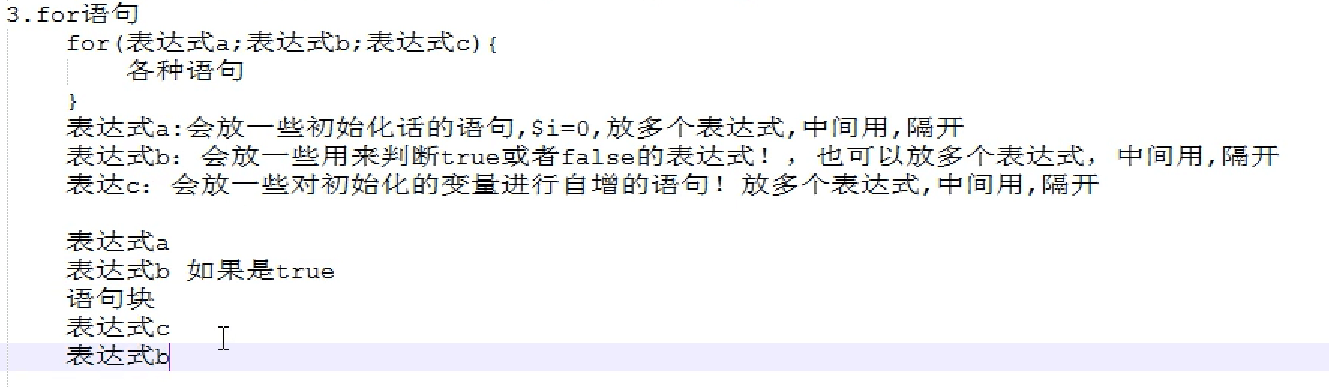 3.for语句
for(表达式a;表达式b;表达式c){
各种语句
}
表达式a:会放一些初始化话的语句,$i=0,放多个表达式,中间用,隔开
表达式b: 会放一些用来判断true或者false的表达式!, 也可以放多个表达式, 中间用,隔开
表达c: 会放一些对初始化的变量进行自增的语句! 放多个表达式,中间用,隔开
表达式a
表达式b 如果是true
语句块
表达式c
表达式b